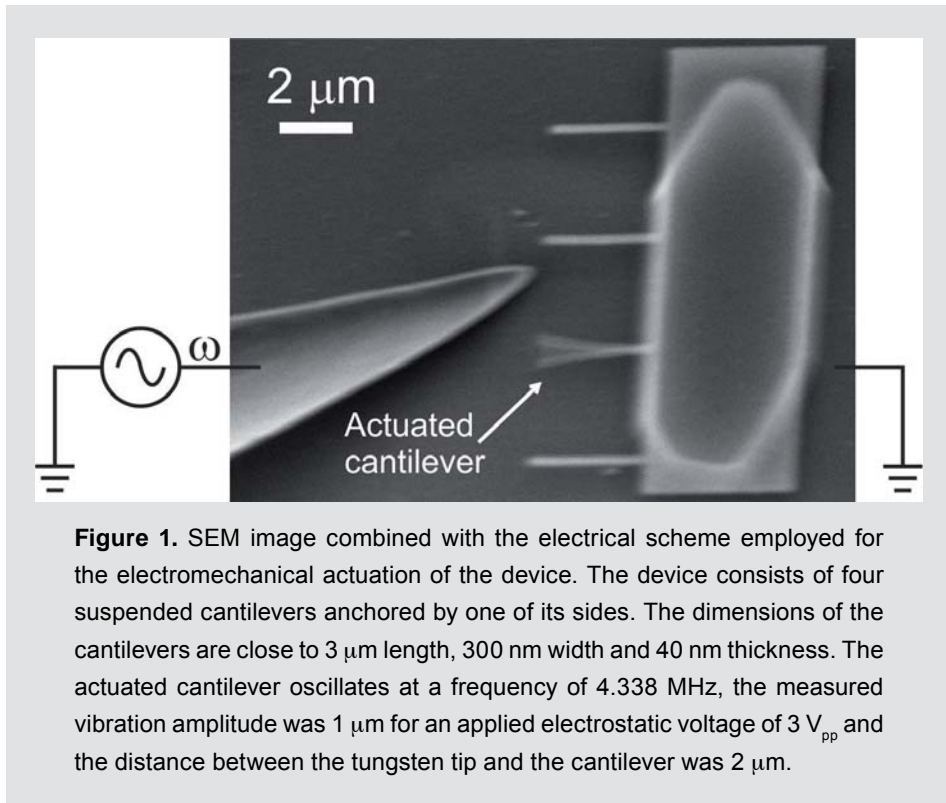 2 μm
ω
Actuated
cantilever
Figure 1. SEM image combined with the electrical scheme employed for
the electromechanical actuation of the device. The device consists of four
suspended cantilevers anchored by one of its sides. The dimensions of the
cantilevers are close to 3 μm length, 300 nm width and 40 nm thickness. The
actuated cantilever oscillates at a frequency of 4.338 MHz, the measured
vibration amplitude was 1 μm for an applied electrostatic voltage of 3 Vpp and
the distance between the tungsten tip and the cantilever was 2 μm.